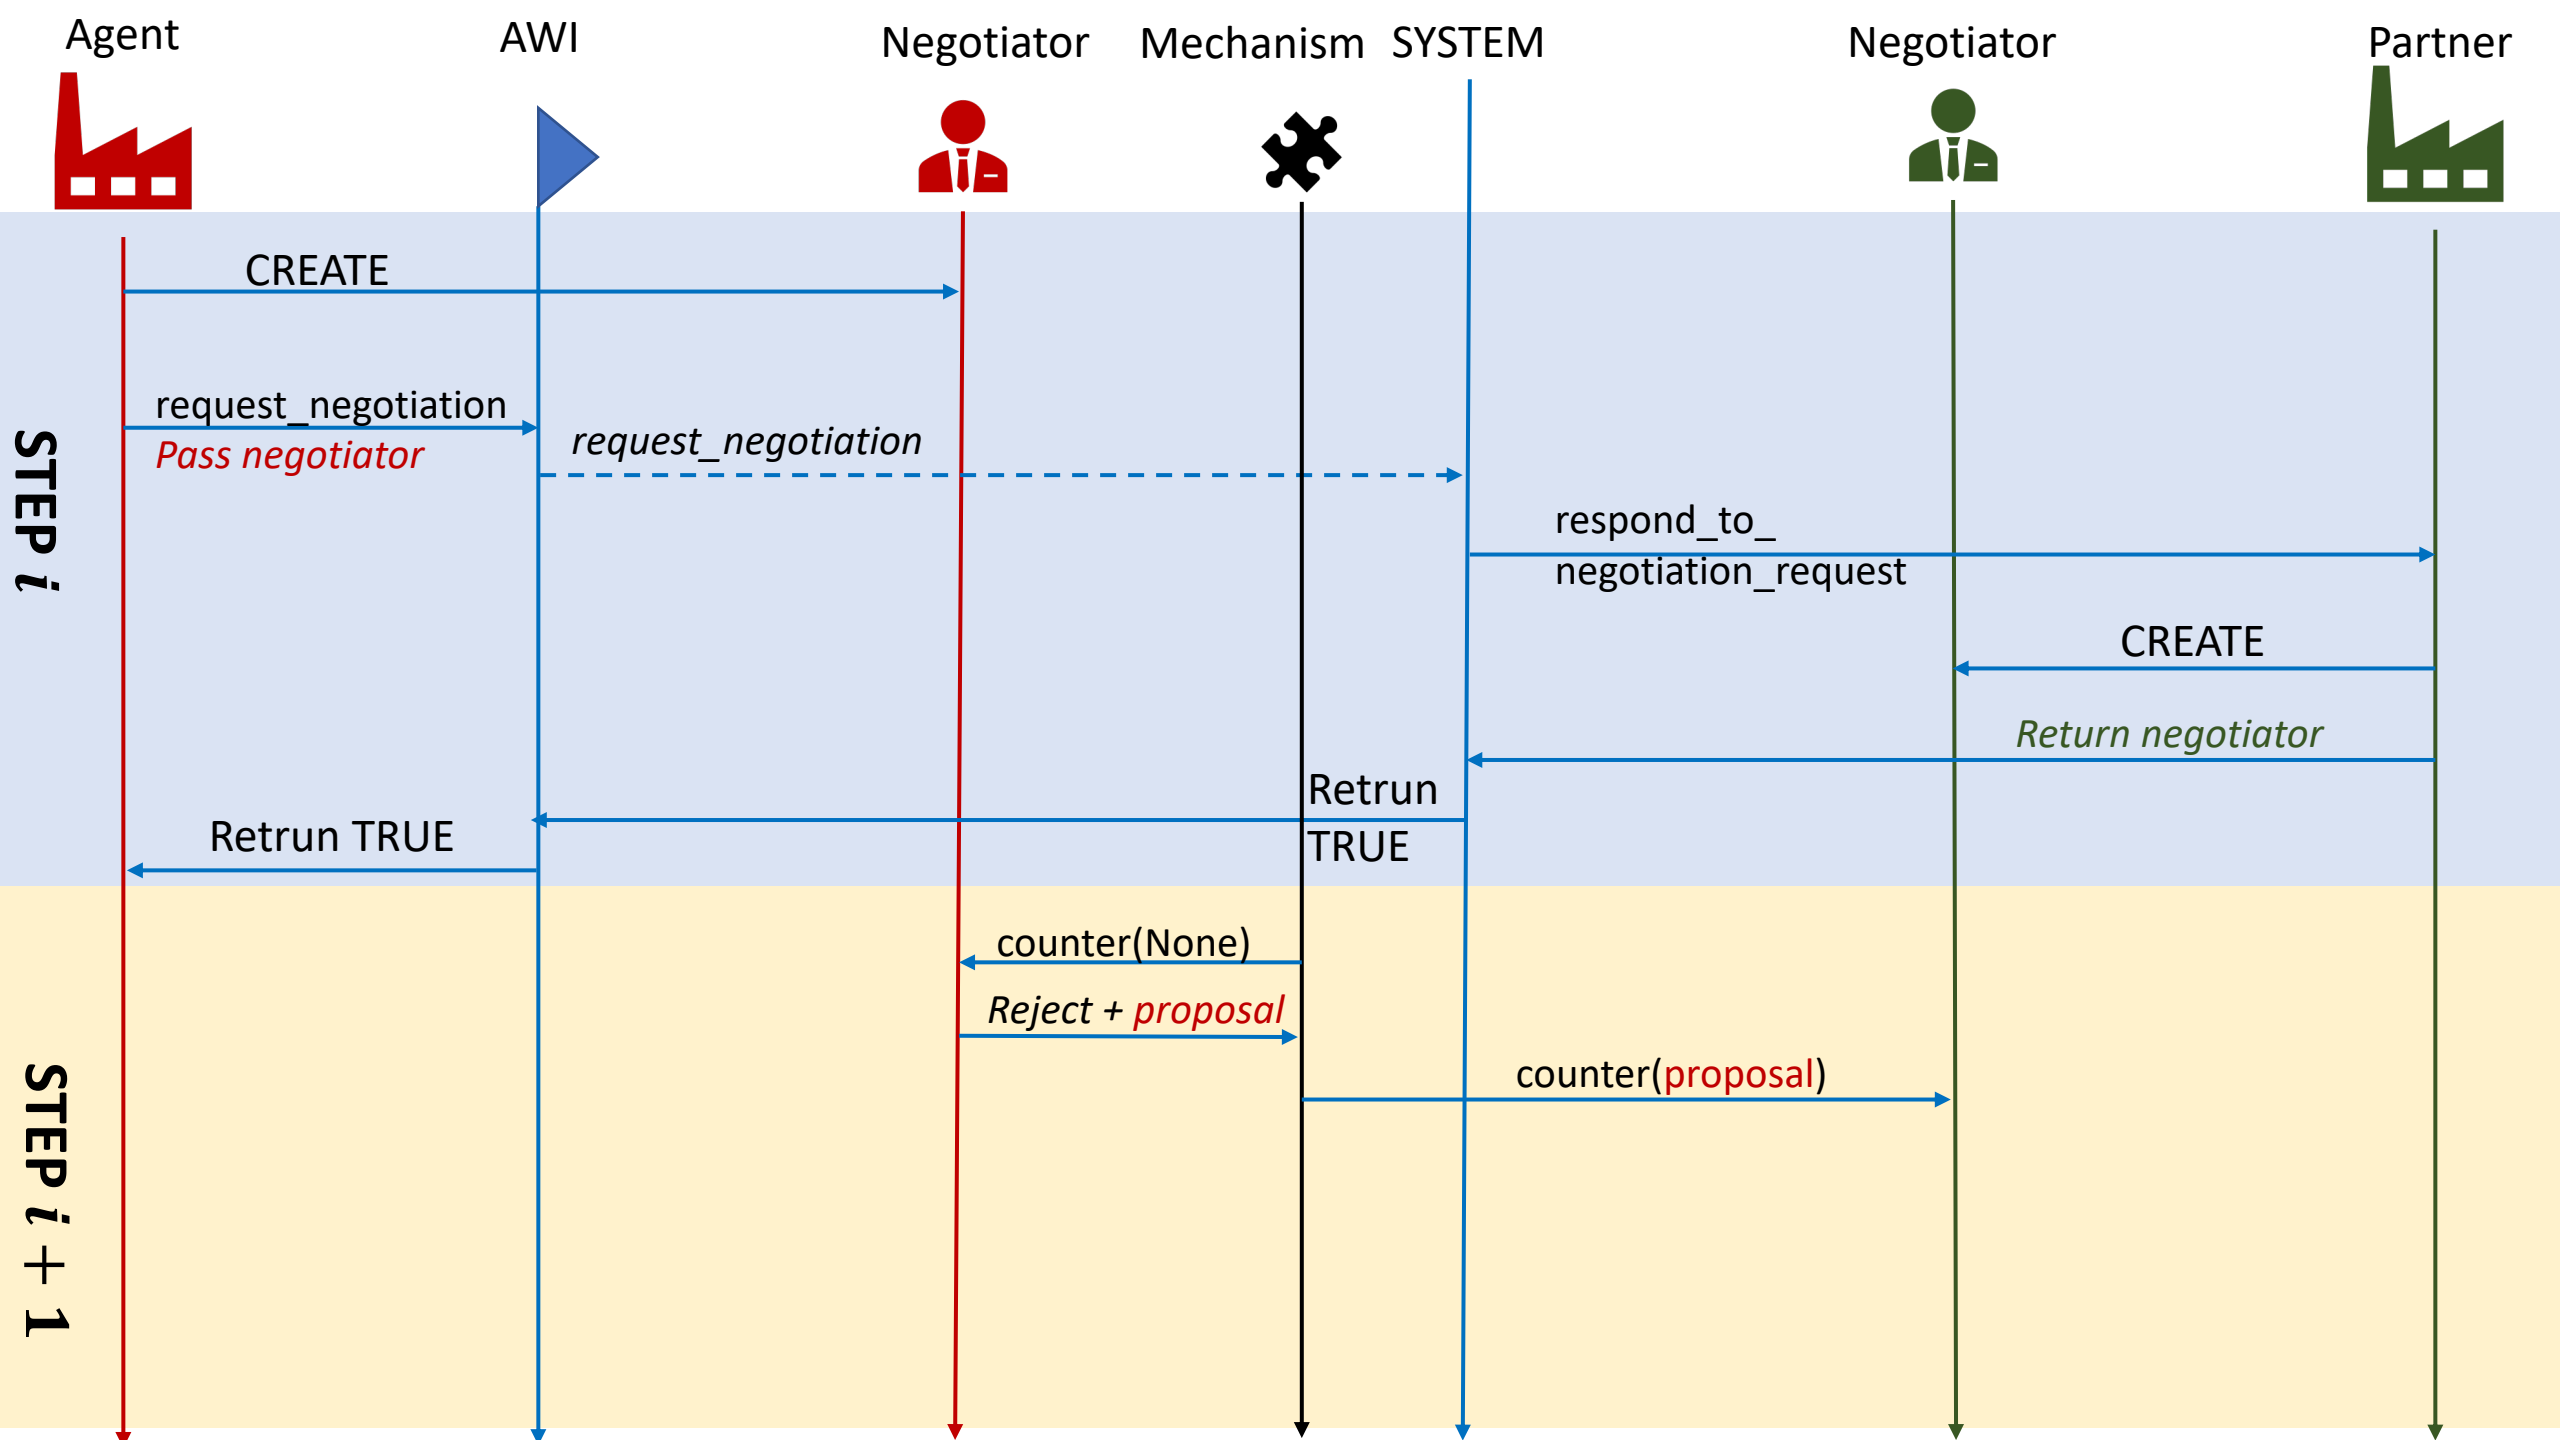 Agent
AWI
Negotiator
Mechanism
SYSTEM
Negotiator
Partner
STEP i
CREATE
request_negotiation
Pass negotiator
request_negotiation
respond_to_
negotiation_request
CREATE
Return negotiator
Retrun
TRUE
Retrun TRUE
STEP i + 1
counter(None)
Reject + proposal
counter(proposal)